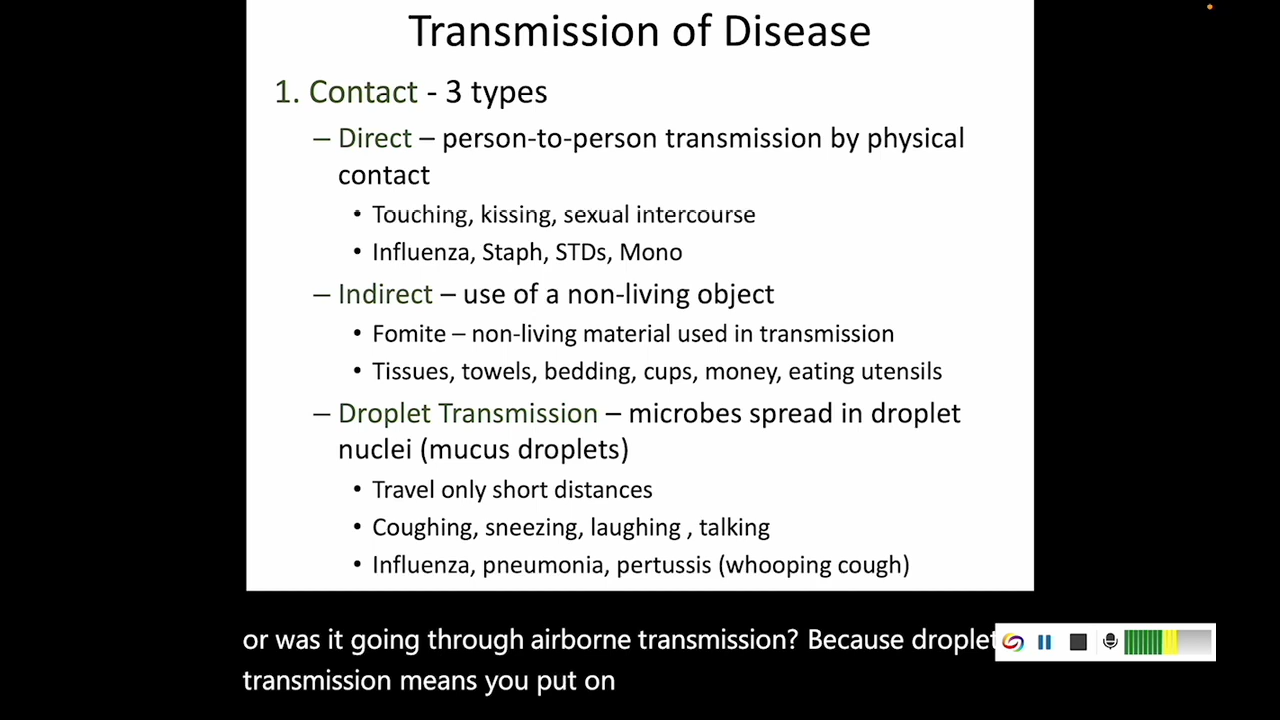 Transmission of Disease
1. Contact - 3 types
– Direct – person-to-person transmission by physical
contact
• Touching, kissing, sexual intercourse
• Influenza, Staph, STDs, Mono
– Indirect – use of a non-living object
• Fomite – non-living material used in transmission
• Tissues, towels, bedding, cups, money, eating utensils
– Droplet Transmission – microbes spread in droplet
nuclei (mucus droplets)
• Travel only short distances
• Coughing, sneezing, laughing , talking
• Influenza, pneumonia, pertussis (whooping cough)
or was it going through airborne transmission? Because droplet
transmission means you put on